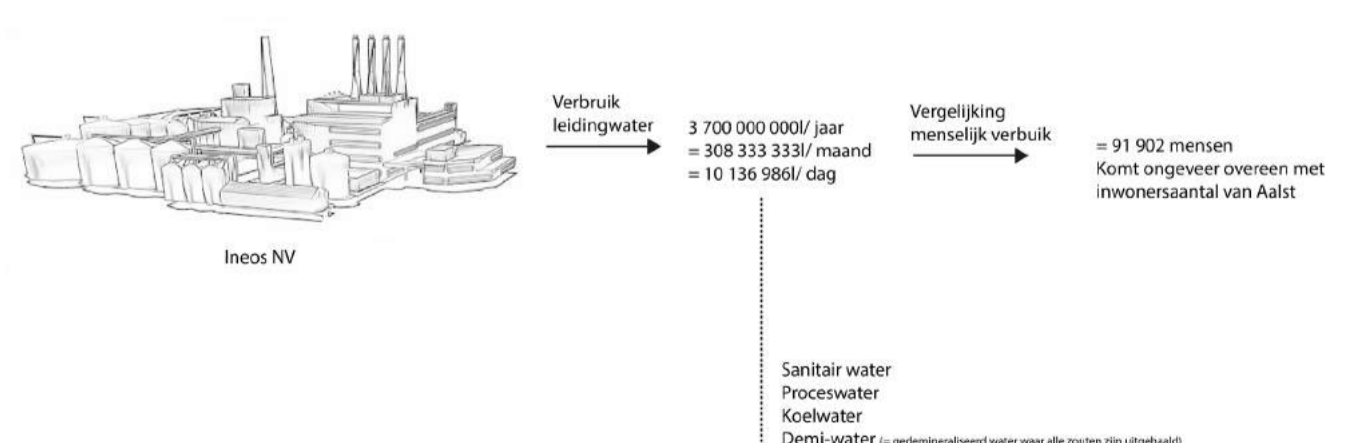 Verbruik
leidingwater
3 700 000 000l/ jaar
= 308 333 333l/ maand
= 10 136 986l/ dag
Vergelijking
menselijk verbuik
= 91 902 mensen
Komt ongeveer overeen met
inwonersaantal van Aalst
Ineos NV
Sanitair water
Proceswater
Koelwater
Demi-water (= gedemineraliseerd water waar alle zouten zijn uitgehaald)